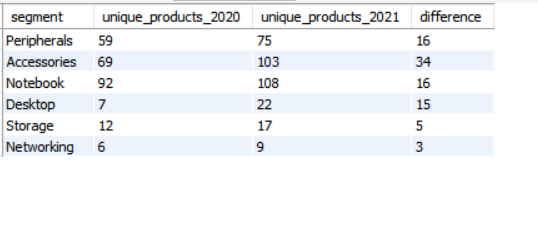 segment unique_products_2020 unique_products_2021 difference
Peripherals 59 75 16
Accessories 69 103 34
Notebook 92 108 16
Desktop 7 22 15
Storage 12 17 5
Networking 6 9 3